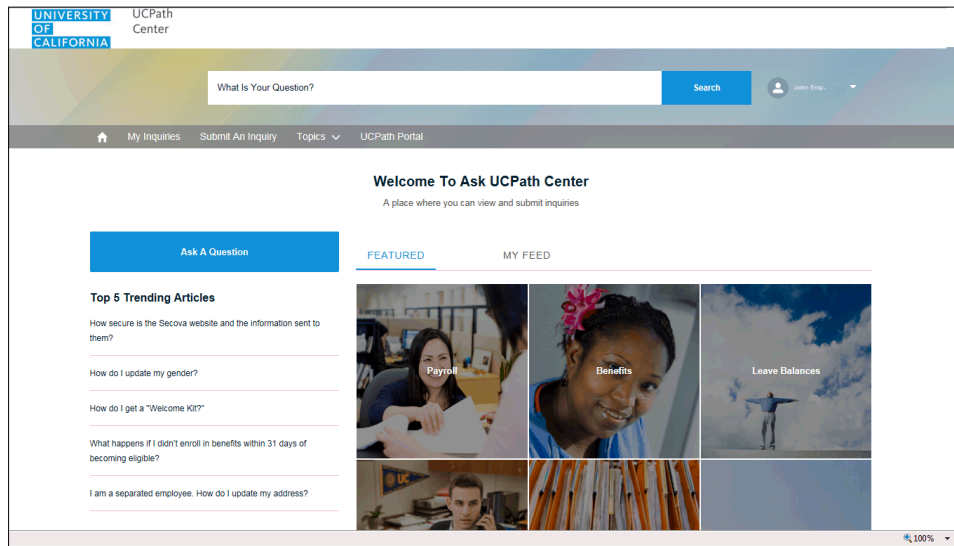 UNIVERSITY
OF
CALIFORNIA
UCPath
Center
What Is Your Question?
Search
John Emp...
My Inquiries
Submit An Inquiry
Topics
UCPath Portal
Welcome To Ask UCPath Center
A place where you can view and submit inquiries
Ask A Question
FEATURED
MY FEED
Top 5 Trending Articles
How secure is the Secova website and the information sent to
them?
How do I update my gender?
How do I get a "Welcome Kit?"
What happens if I didn't enroll in benefits within 31 days of
becoming eligible?
I am a separated employee. How do I update my address?
Payroll
Benefits
Leave Balances
UC
100%